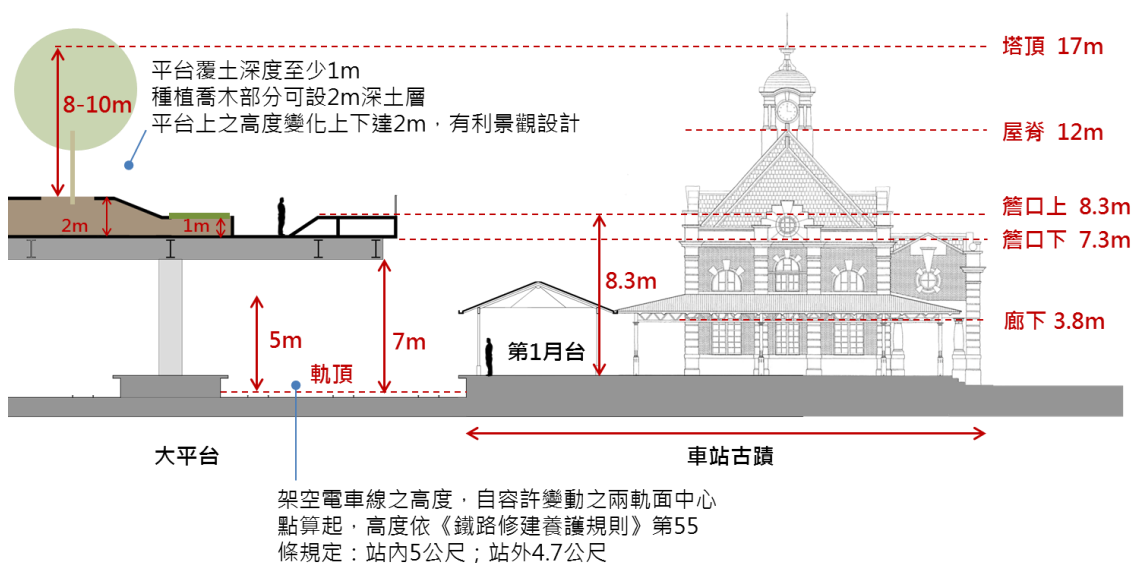 塔頂 17m
平台覆土深度至少1m
種植喬木部分可設2m深土層
平台上之高度變化上下達2m，有利景觀設計
8-10m
屋脊 12m
2m
1m
簷口上 8.3m
簷口下 7.3m
8.3m
廊下 3.8m
5m
7m
第1月台
軌頂
大平台
車站古蹟
架空電車線之高度，自容許變動之兩軌面中心
點算起，高度依《鐵路修建養護規則》第55
條規定：站內5公尺；站外4.7公尺